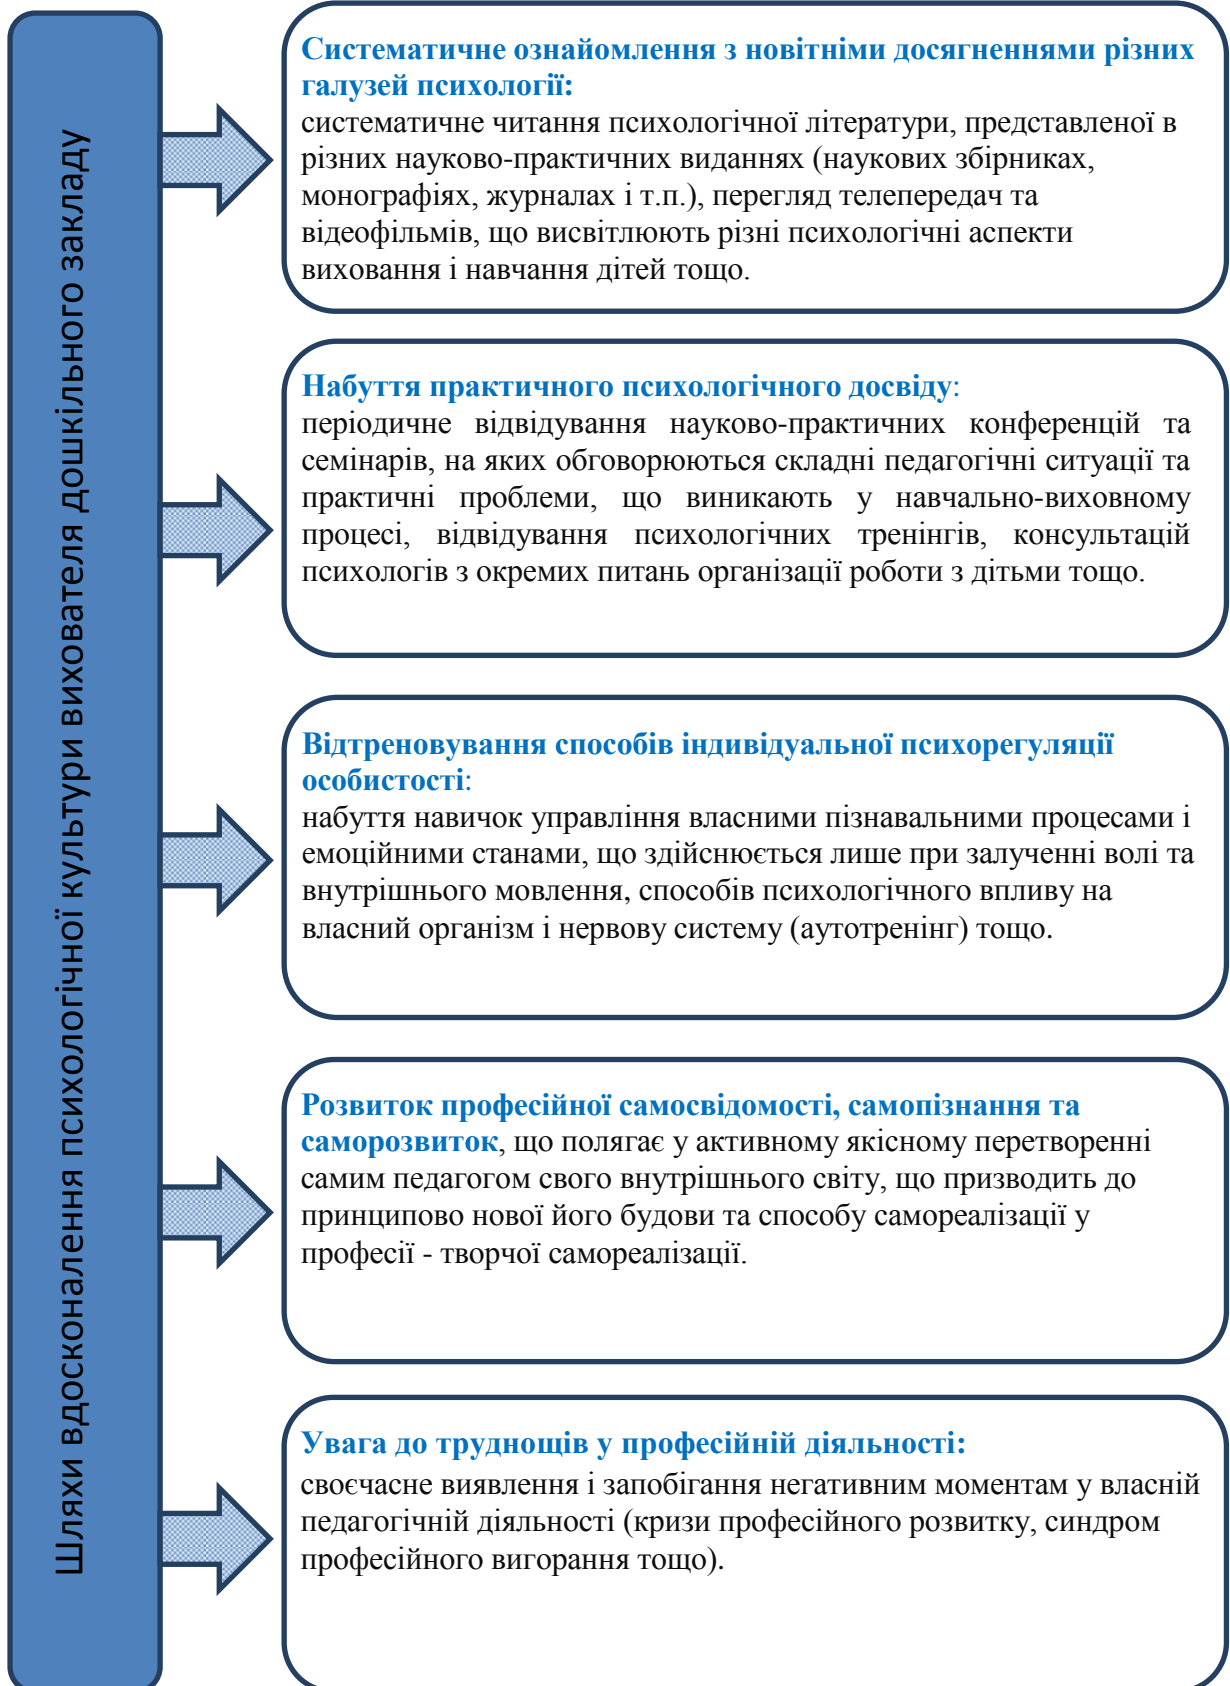 Шляхи вдосконалення психологічної культури вихователя дошкільного закладу
Систематичне ознайомлення з новітніми досягненнями різних
галузей психології:
систематичне читання психологічної літератури, представленої в
різних науково-практичних виданнях (наукових збірниках,
монографіях, журналах і т.п.), перегляд телепередач та
відеофільмів, що висвітлюють різні психологічні аспекти
виховання і навчання дітей тощо.
Набуття практичного психологічного досвіду:
періодичне відвідування науково-практичних конференцій та
семінарів, на яких обговорюються складні педагогічні ситуації та
практичні проблеми, що виникають у навчально-виховному
процесі, відвідування психологічних тренінгів, консультацій
психологів з окремих питань організації роботи з дітьми тощо.
Відтреновування способів індивідуальної психорегуляції
особистості:
набуття навичок управління власними пізнавальними процесами і
емоційними станами, що здійснюється лише при залученні волі та
внутрішнього мовлення, способів психологічного впливу на
власний організм і нервову систему (аутотренінг) тощо.
Розвиток професійної самосвідомості, самопізнання та
саморозвиток, що полягає у активному якісному перетворенні
самим педагогом свого внутрішнього світу, що призводить до
принципово нової його будови та способу самореалізації у
професії - творчої самореалізації.
Увага до труднощів у професійній діяльності:
своєчасне виявлення і запобігання негативним моментам у власній
педагогічній діяльності (кризи професійного розвитку, синдром
професійного вигорання тощо).